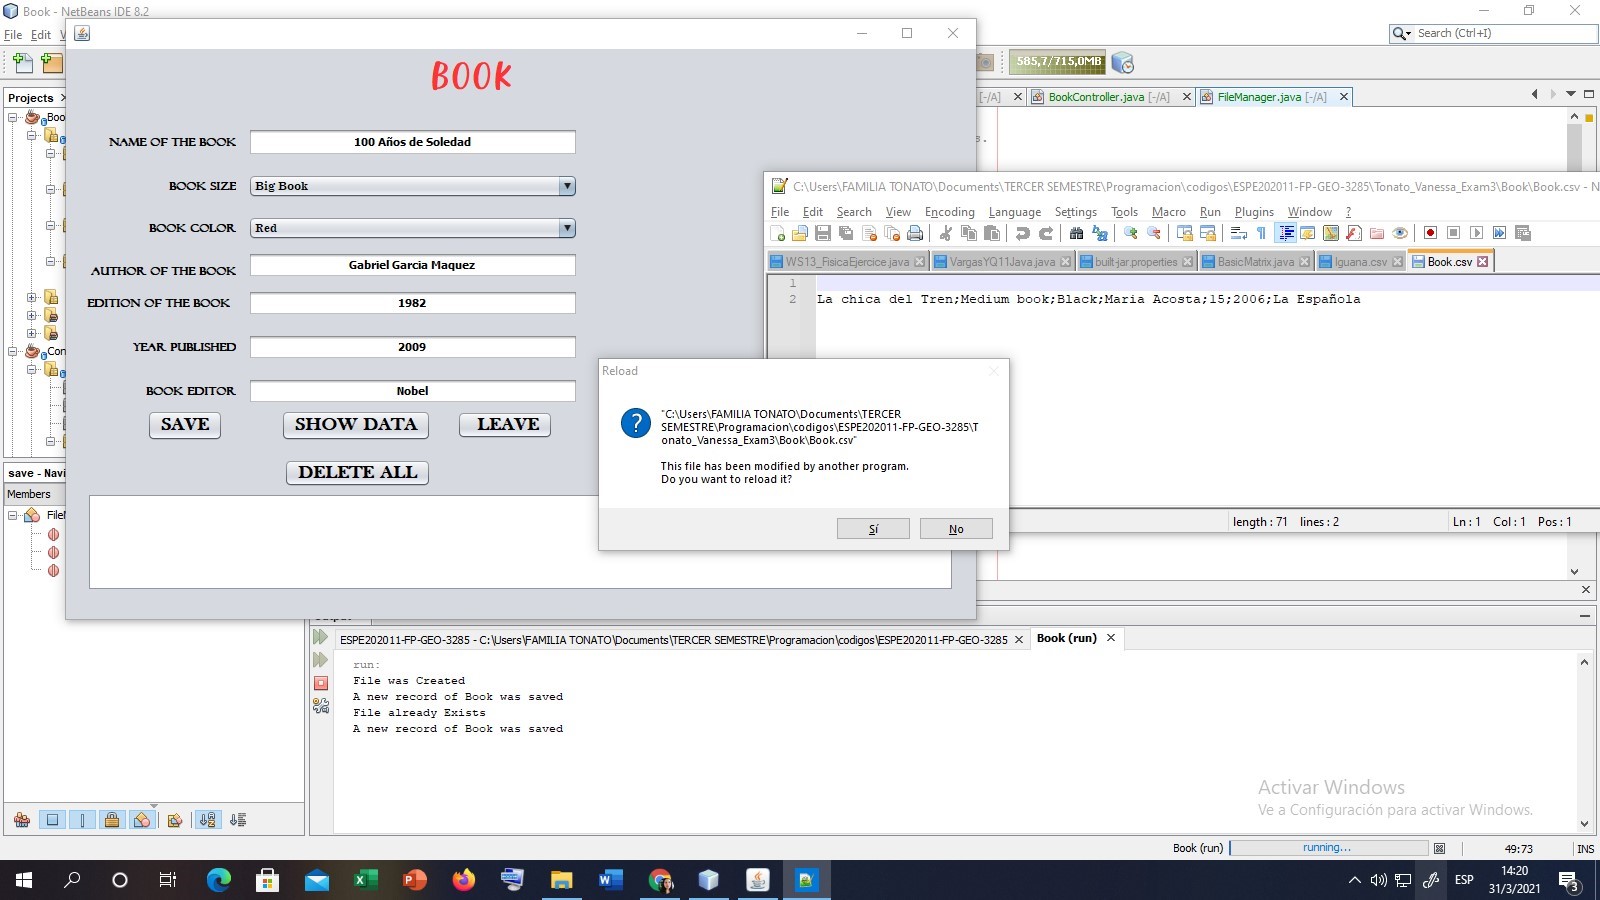 Book - NetBeans IDE 8.2
File Edit V
Search (Ctrl+I)
585,7/715,0MB
Projects
[-/A]
BookController.java [-/A]
FileManager.java [-/A]
Boo
Con
BOOK
NAME OF THE BOOK
100 Años de Soledad
BOOK SIZE
Big Book
BOOK COLOR
Red
AUTHOR OF THE BOOK
Gabriel Garcia Maquez
EDITION OF THE BOOK
1982
YEAR PUBLISHED
2009
BOOK EDITOR
Nobel
SAVE
SHOW DATA
LEAVE
DELETE ALL
C:\Users\FAMILIA TONATO\Documents\TERCER SEMESTRE\Programacion\codigos\ESPE202011-FP-GEO-3285\Tonato_Vanessa_Exam3\Book\Book.csv - N
File Edit Search View Encoding Language Settings Tools Macro Run Plugins Window ?
WS13_FisicaEjercice.java
VargasYQ11Java.java
built-jar.properties
BasicMatrix.java
Iguana.csv
Book.csv
1
2 La chica del Tren;Medium book;Black;Maria Acosta;15;2006;La Española
length : 71 lines : 2
Ln : 1 Col : 1 Pos : 1
Reload
"C:\Users\FAMILIA TONATO\Documents\TERCER
SEMESTRE\Programacion\codigos\ESPE202011-FP-GEO-3285\T
onato_Vanessa_Exam3\Book\Book.csv"
This file has been modified by another program.
Do you want to reload it?
Sí
No
save - Navi
Members
ESPE202011-FP-GEO-3285 - C:\Users\FAMILIA TONATO\Documents\TERCER SEMESTRE\Programacion\codigos\ESPE202011-FP-GEO-3285
Book (run)
run:
File was Created
A new record of Book was saved
File already Exists
A new record of Book was saved
Activar Windows
Ve a Configuración para activar Windows.
Book (run)
running...
49:73
INS
ESP
14:20
31/3/2021
3